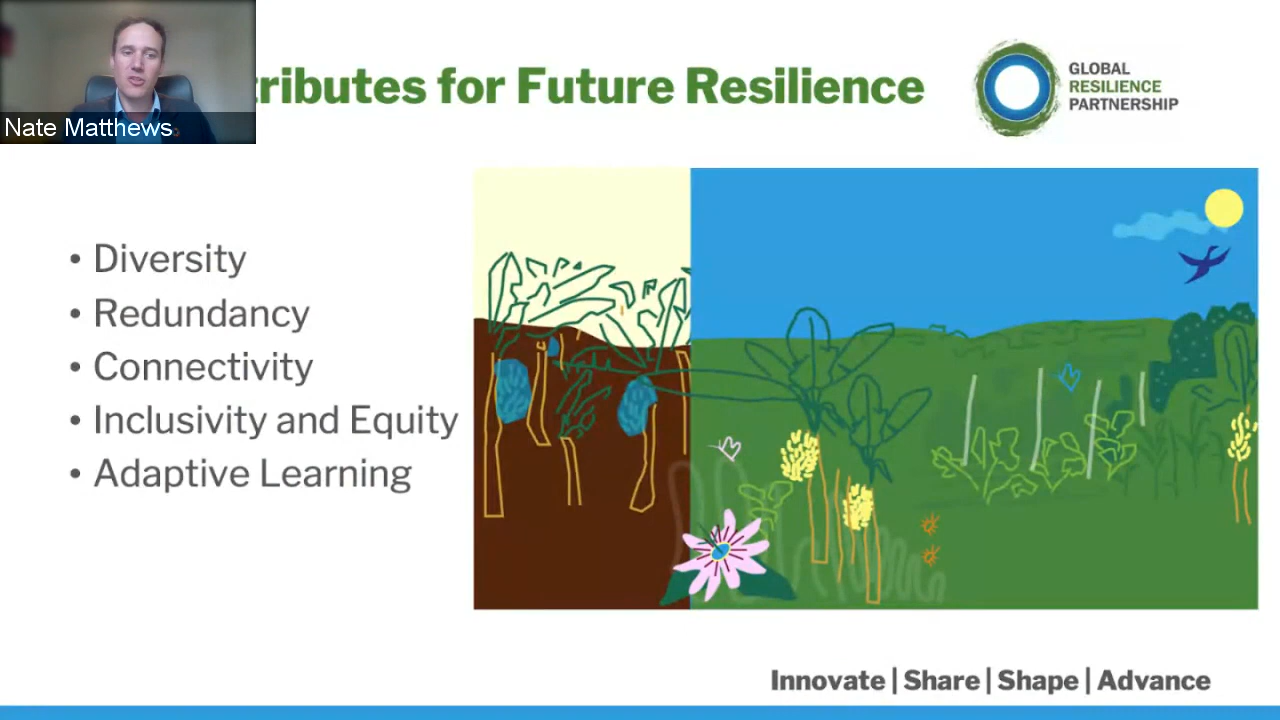 Nate Matthews
tributes for Future Resilience
GLOBAL
RESILIENCE
PARTNERSHIP
• Diversity
• Redundancy
• Connectivity
• Inclusivity and Equity
• Adaptive Learning
Innovate | Share | Shape | Advance